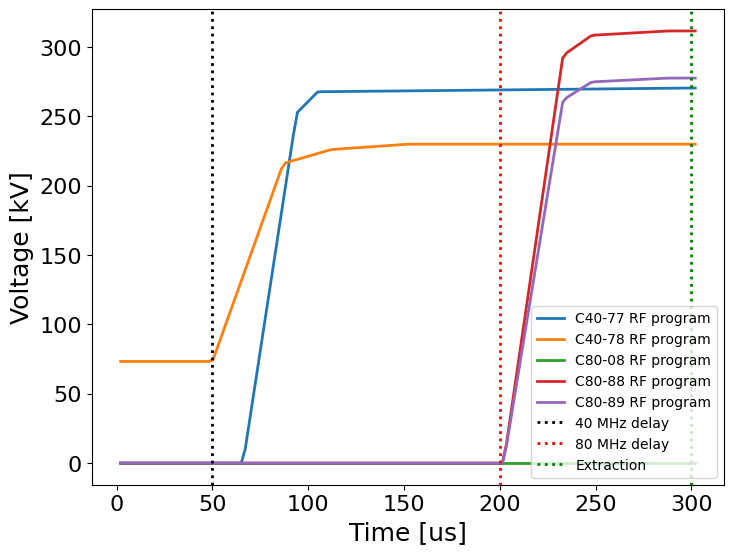 300
250
200
150
100
50
0
Voltage [kV]
C40-77 RF program
C40-78 RF program
C80-08 RF program
C80-88 RF program
C80-89 RF program
40 MHz delay
80 MHz delay
Extraction
0 50 100 150 200 250 300
Time [us]